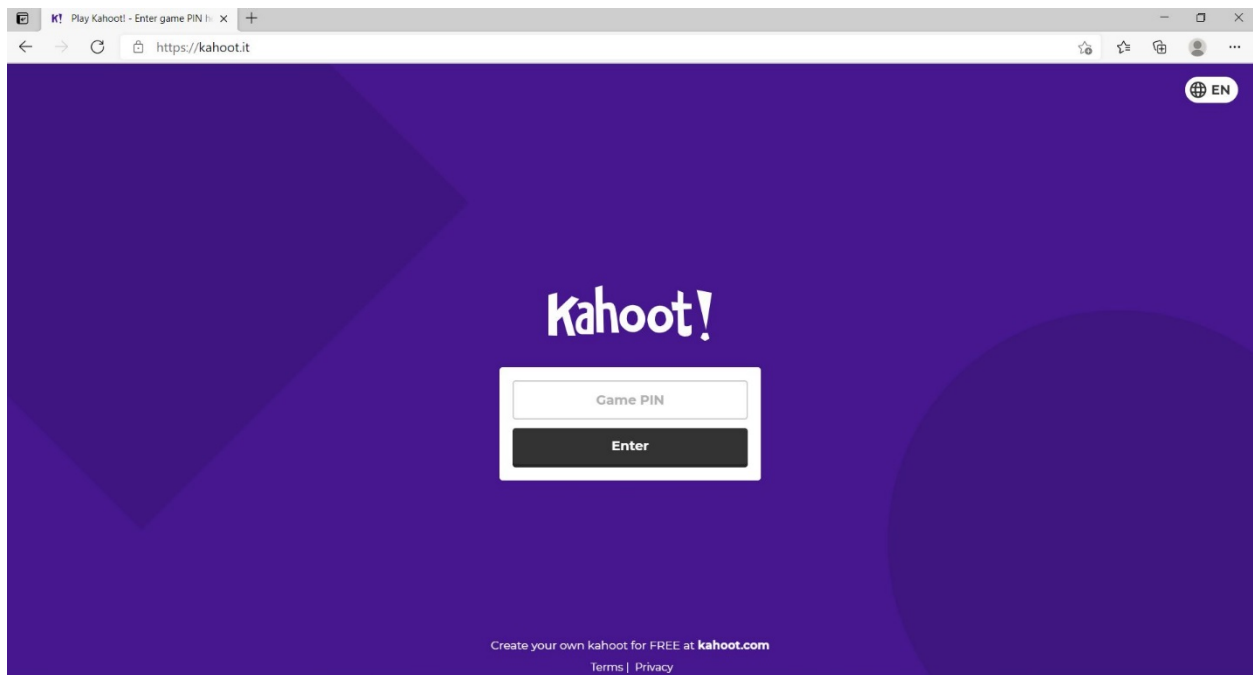 K! Play Kahoot! - Enter game PIN
https://kahoot.it
EN
Kahoot!
Game PIN
Enter
Create your own kahoot for FREE at kahoot.com
Terms | Privacy